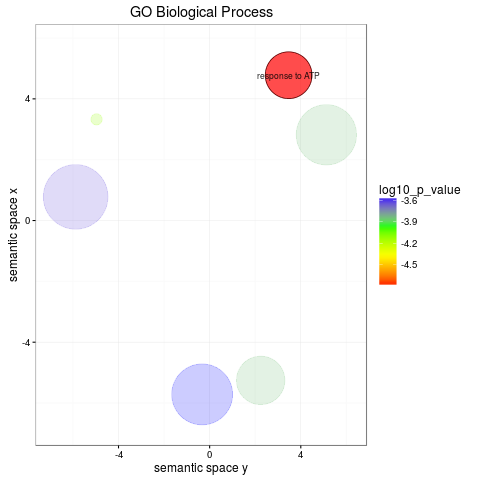 GO Biological Process
response to ATP
4
0
-4
semantic space x
-4
0
4
semantic space y
log10_p_value
-3.6
-3.9
-4.2
-4.5